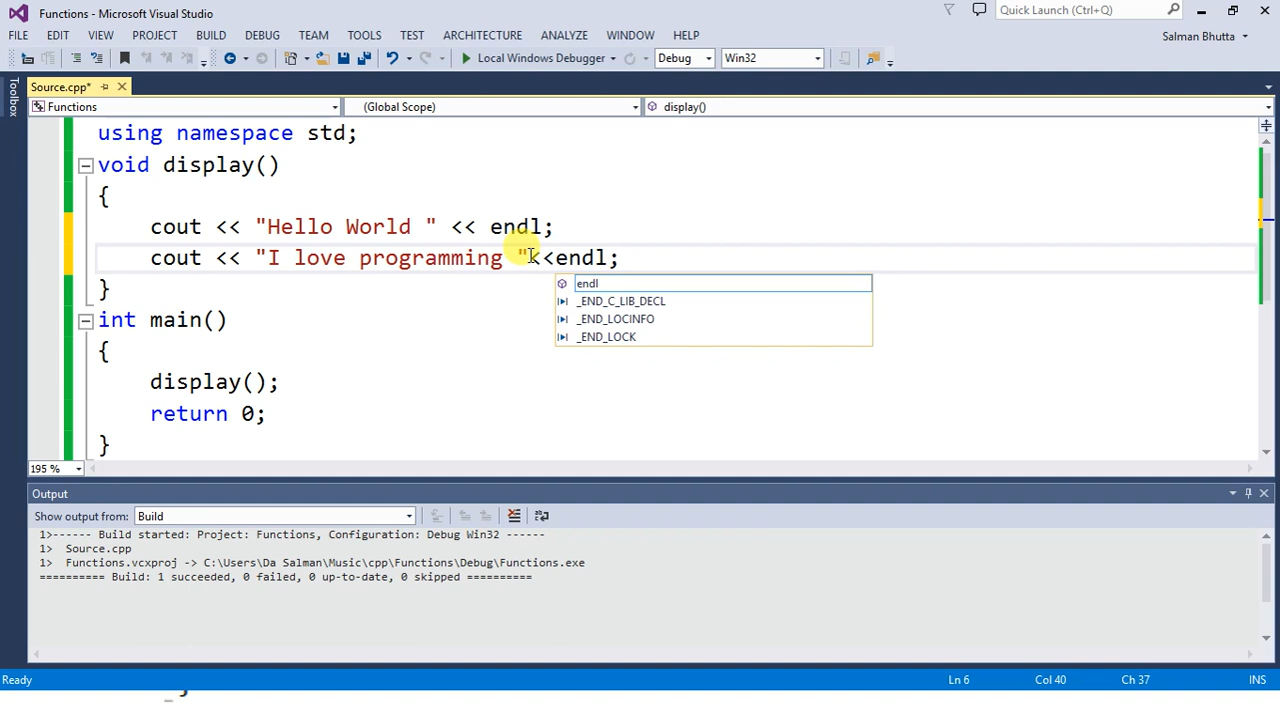 Functions - Microsoft Visual Studio
Quick Launch (Ctrl+Q)
FILE EDIT VIEW PROJECT BUILD DEBUG TEAM TOOLS TEST ARCHITECTURE ANALYZE WINDOW HELP
Salman Bhutta
Local Windows Debugger Debug Win32
Toolbox
Source.cpp*
Functions (Global Scope) display()
using namespace std;
void display()
{
cout << "Hello World " << endl;
cout << "I love programming "<<endl;
endl
_END_C_LIB_DECL
_END_LOCINFO
_END_LOCK
}
int main()
{
display();
return 0;
}
195 %
Output
Show output from: Build
1>------ Build started: Project: Functions, Configuration: Debug Win32 ------
1> Source.cpp
1> Functions.vcxproj -> C:\Users\Da Salman\Music\cpp\Functions\Debug\Functions.exe
========== Build: 1 succeeded, 0 failed, 0 up-to-date, 0 skipped ==========
Ready Ln 6 Col 40 Ch 37 INS